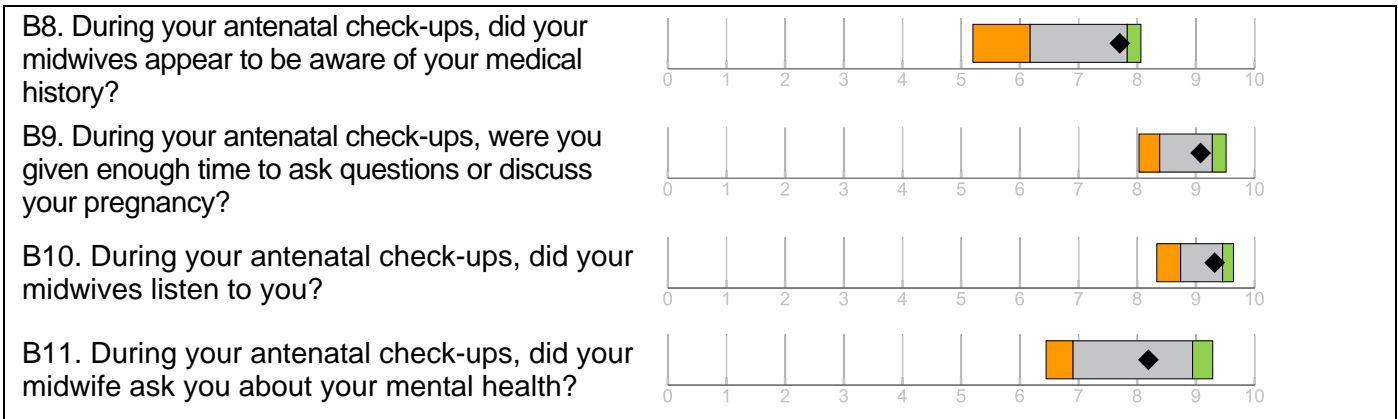 B8. During your antenatal check-ups, did your
midwives appear to be aware of your medical
history?
0 1 2 3 4 5 6 7 8 9 10
B9. During your antenatal check-ups, were you
given enough time to ask questions or discuss
your pregnancy?
0 1 2 3 4 5 6 7 8 9 10
B10. During your antenatal check-ups, did your
midwives listen to you?
0 1 2 3 4 5 6 7 8 9 10
B11. During your antenatal check-ups, did your
midwife ask you about your mental health?
0 1 2 3 4 5 6 7 8 9 10